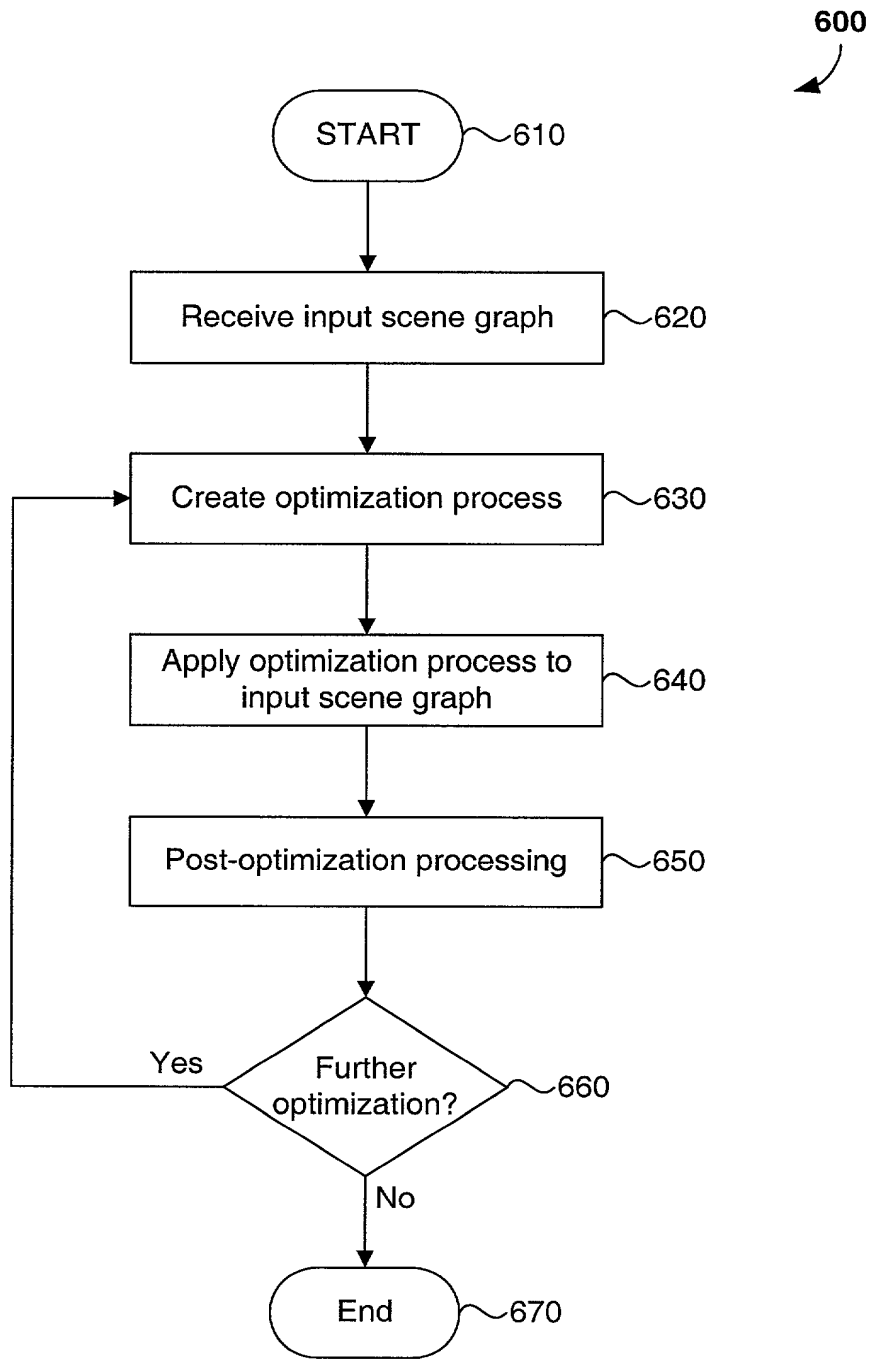 600
START
610
Receive input scene graph
620
Create optimization process
630
Apply optimization process to
input scene graph
640
Post-optimization processing
650
Yes
Further
optimization?
660
No
End
670